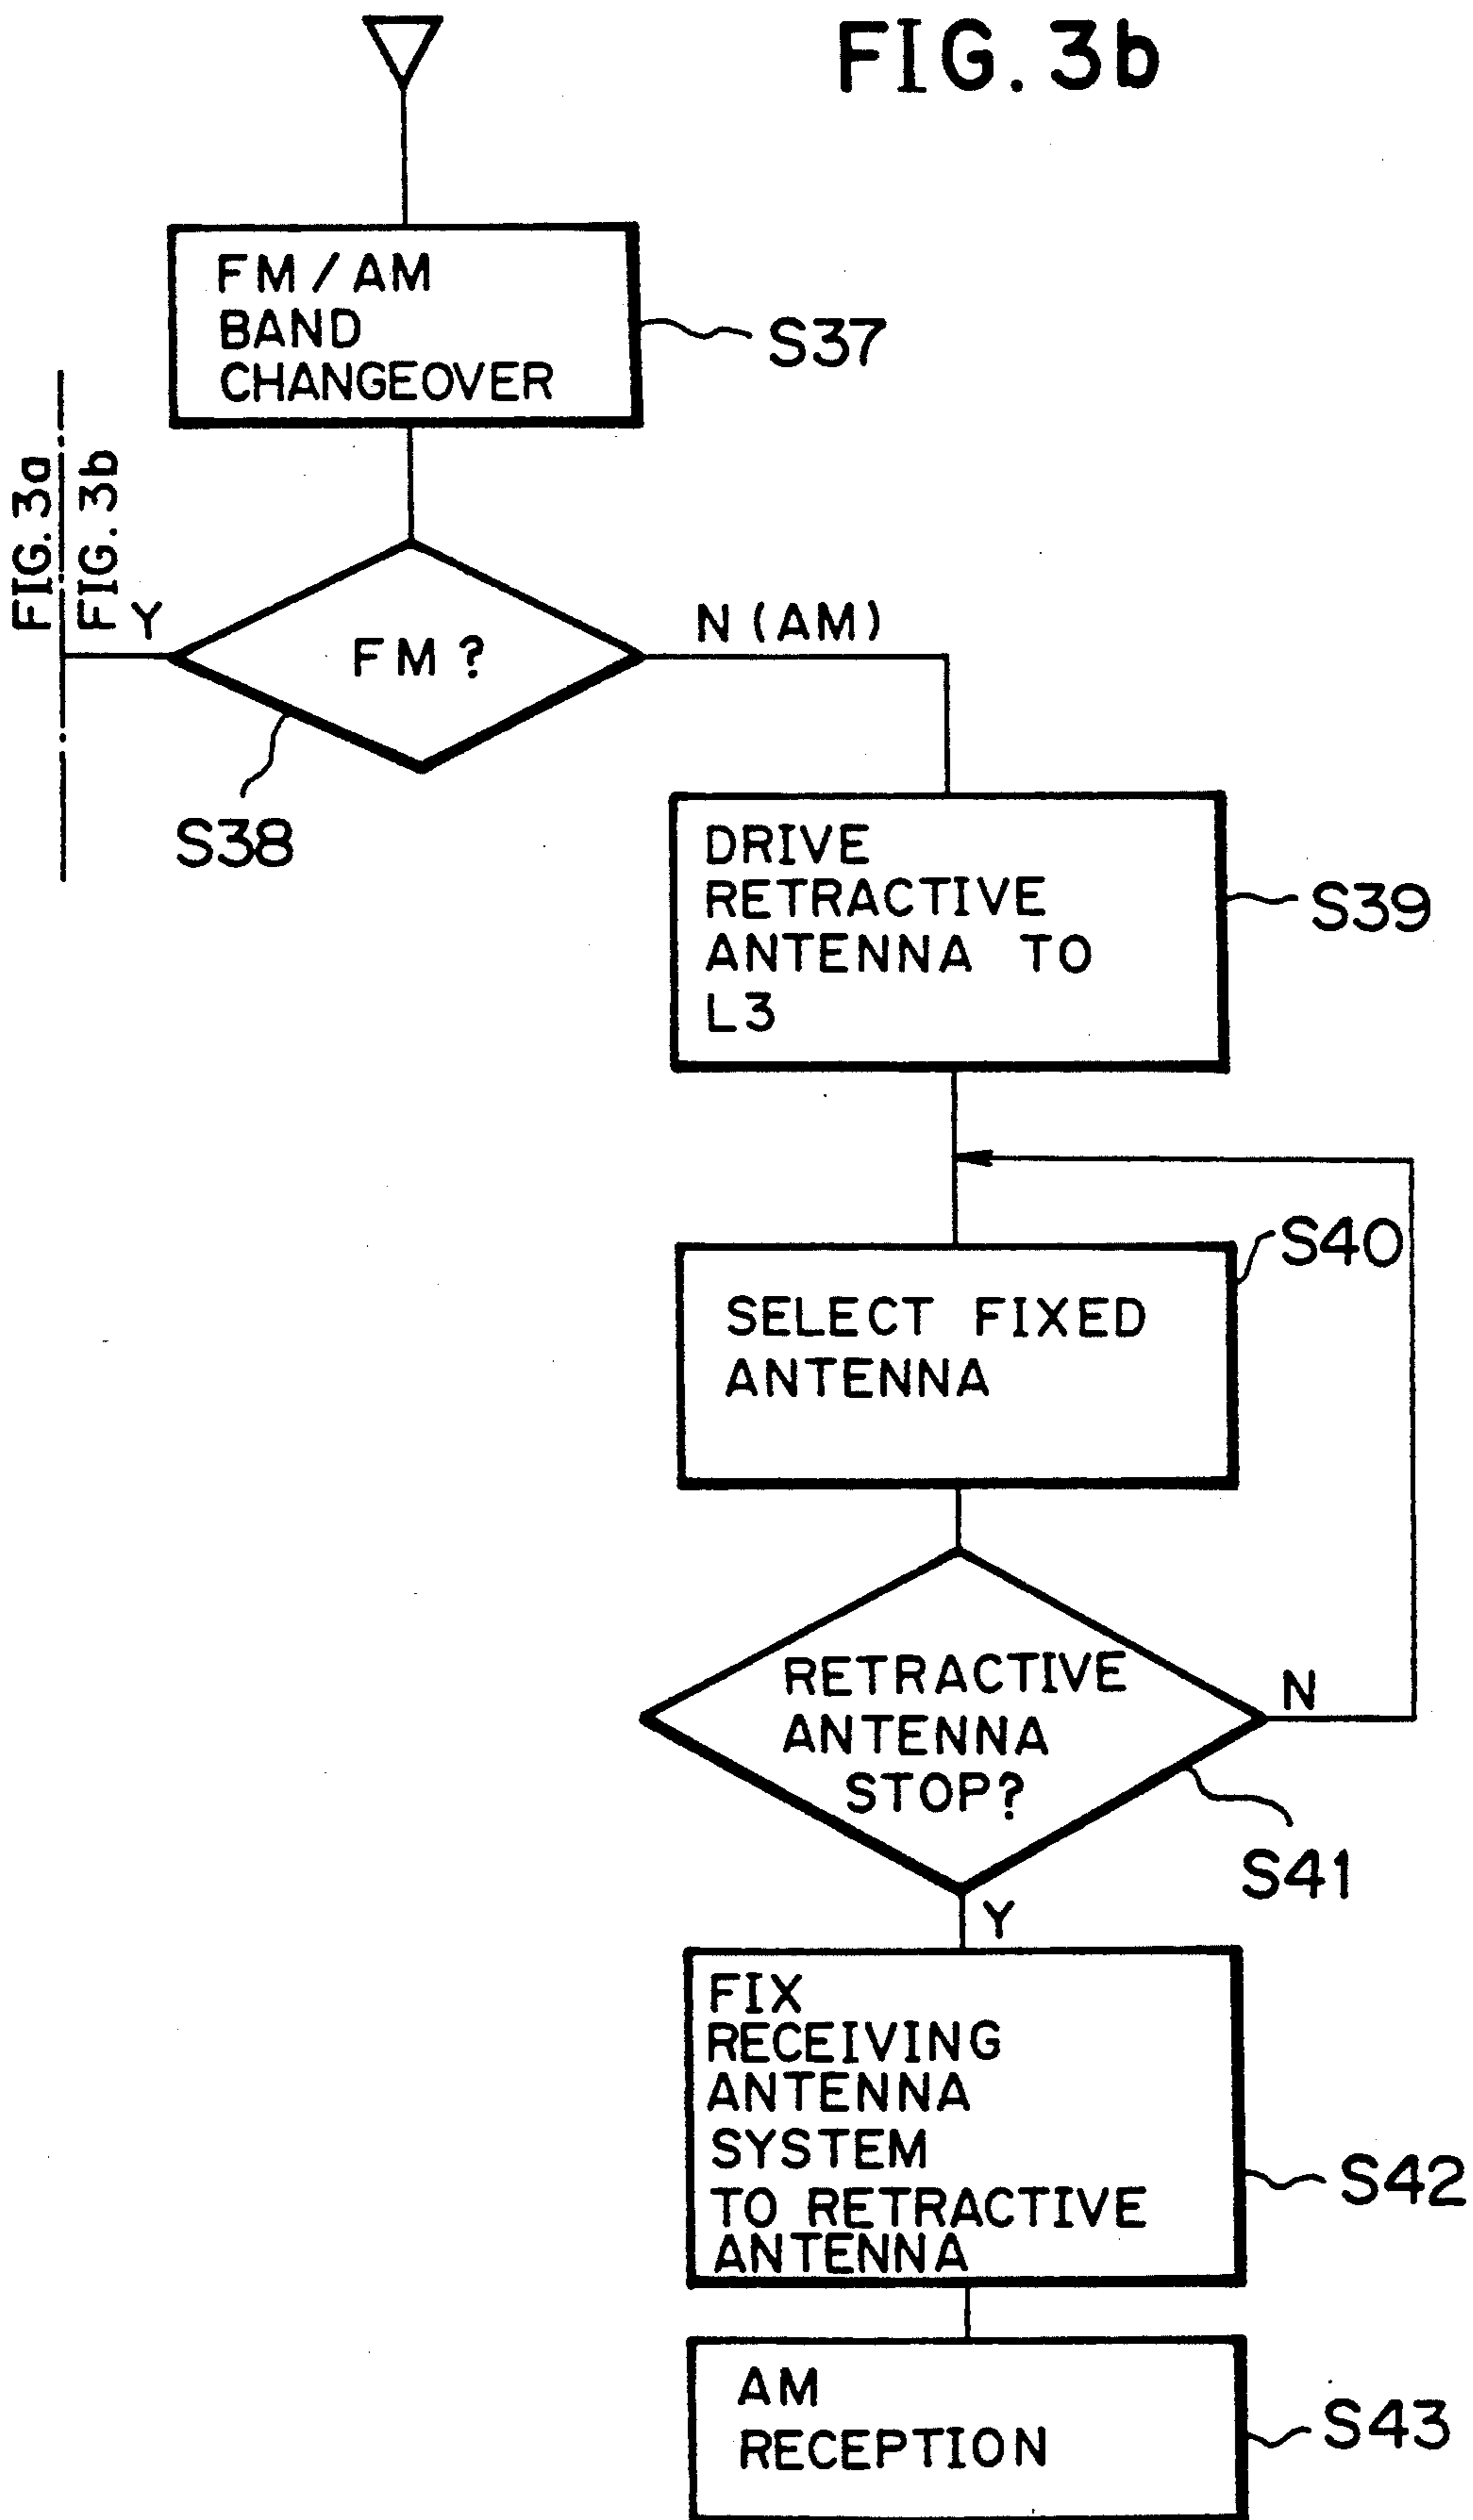 FIG. 3b
FM/AM
BAND
CHANGEOVER
S37
FIG. 3a
FIG. 3b
Y
FM?
N (AM)
S38
DRIVE
RETRACTIVE
ANTENNA TO
L3
S39
S40
SELECT FIXED
ANTENNA
RETRACTIVE
ANTENNA
STOP?
N
S41
Y
FIX
RECEIVING
ANTENNA
SYSTEM
TO RETRACTIVE
ANTENNA
S42
AM
RECEPTION
S43